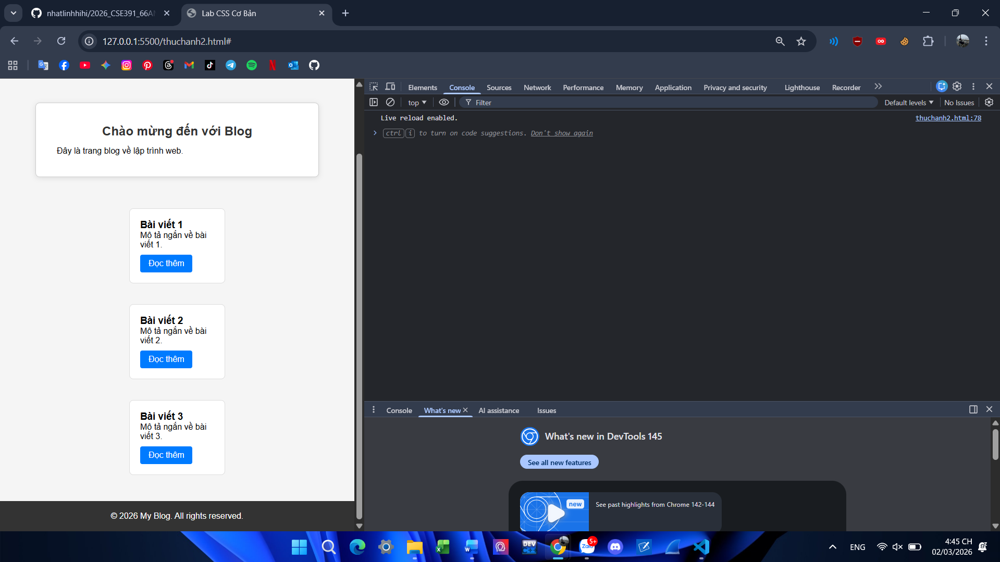 nhatlinhhihi/2026_CSE391_66AN
Lab CSS Cơ Bản
127.0.0.1:5500/thuchanh2.html#
Chào mừng đến với Blog
Đây là trang blog về lập trình web.
Bài viết 1
Mô tả ngắn về bài
viết 1.
Đọc thêm
Bài viết 2
Mô tả ngắn về bài
viết 2.
Đọc thêm
Bài viết 3
Mô tả ngắn về bài
viết 3.
Đọc thêm
© 2026 My Blog. All rights reserved.
Elements Console Sources Network Performance Memory Application Privacy and security Lighthouse Recorder
top Filter Default levels No Issues
Live reload enabled. thuchanh2.html:78
ctrl i to turn on code suggestions. Don't show again
Console What's new AI assistance Issues
What's new in DevTools 145
See all new features
new
See past highlights from Chrome 142-144
DEV
C++
Zalo
5+
ENG
4:45 CH
02/03/2026